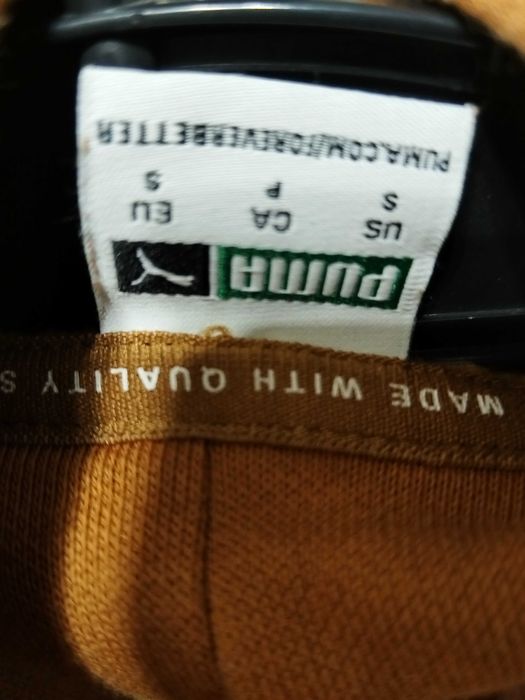 PUMA
US CA EU
S P S
PUMA.COM/FOREVERBETTER
MADE WITH QUALITY S